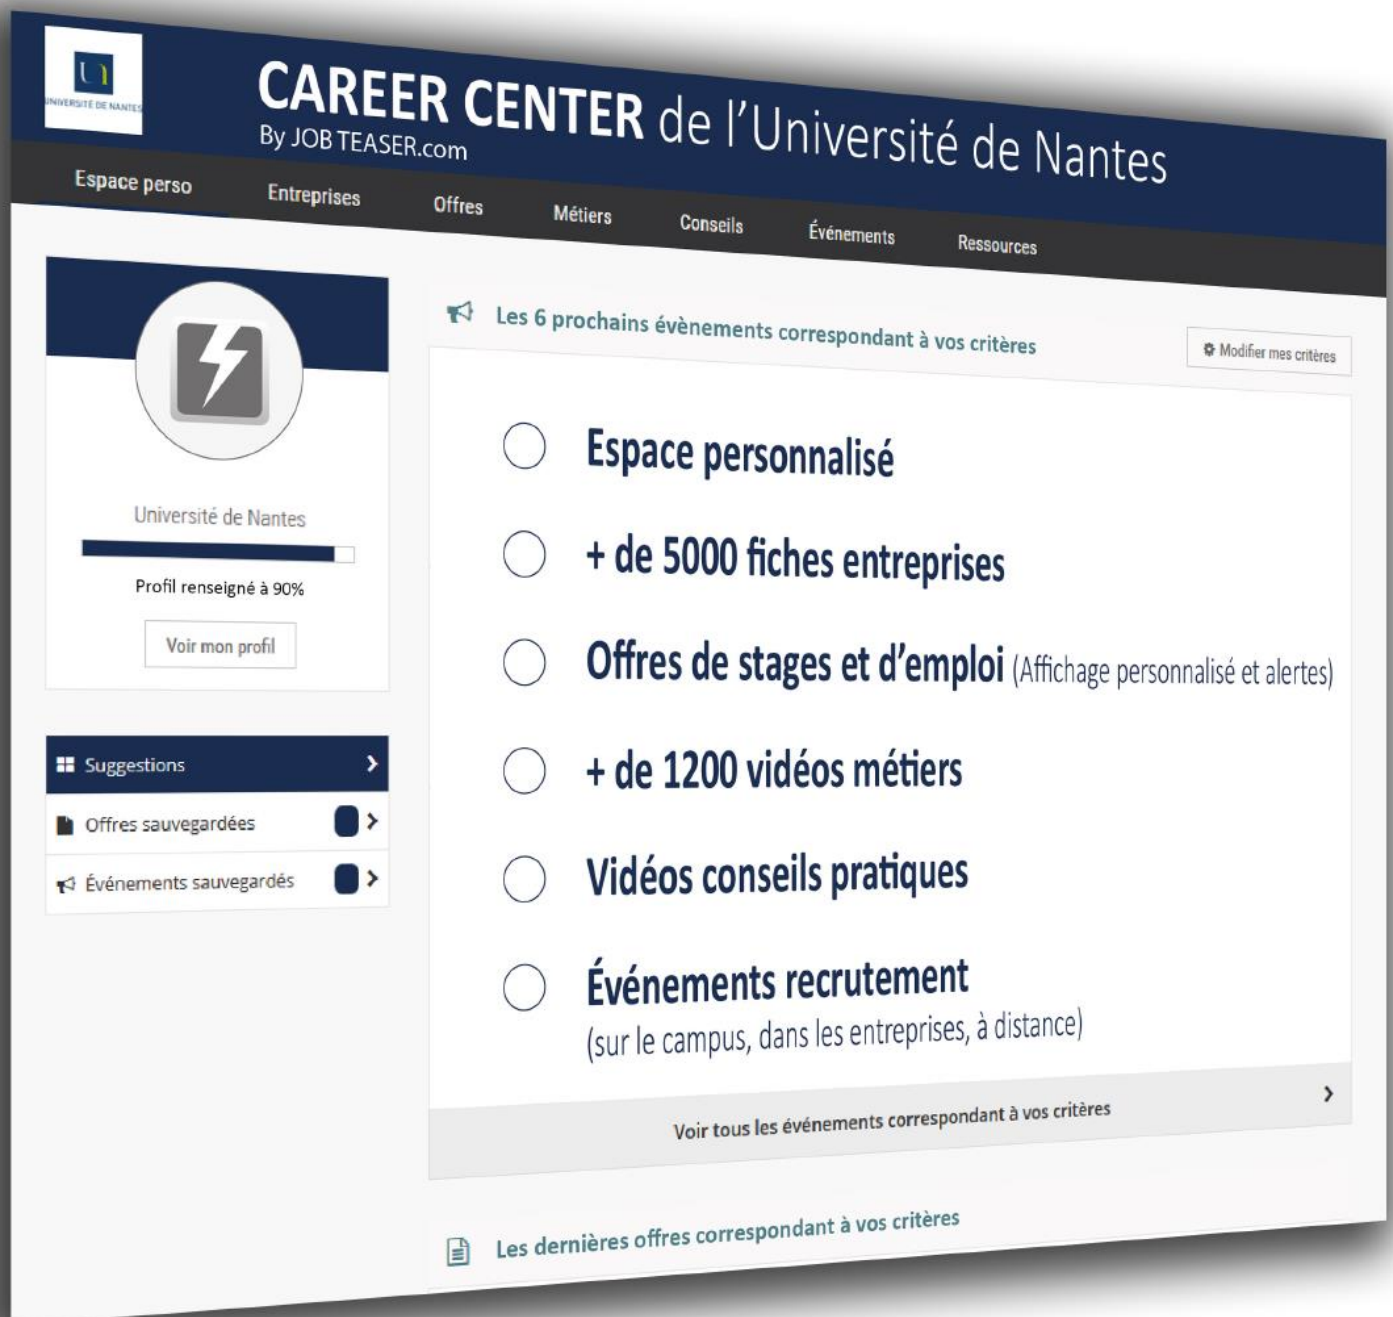 UNIVERSITÉ DE NANTES
CAREER CENTER de l'Université de Nantes
By JOB TEASER.com
Espace perso
Entreprises
Offres
Métiers
Conseils
Événements
Ressources
Université de Nantes
Profil renseigné à 90%
Voir mon profil
Suggestions
Offres sauvegardées
Événements sauvegardés
Les 6 prochains évènements correspondant à vos critères
Modifier mes critères
Espace personnalisé
+ de 5000 fiches entreprises
Offres de stages et d'emploi (Affichage personnalisé et alertes)
+ de 1200 vidéos métiers
Vidéos conseils pratiques
Événements recrutement
(sur le campus, dans les entreprises, à distance)
Voir tous les événements correspondant à vos critères
Les dernières offres correspondant à vos critères